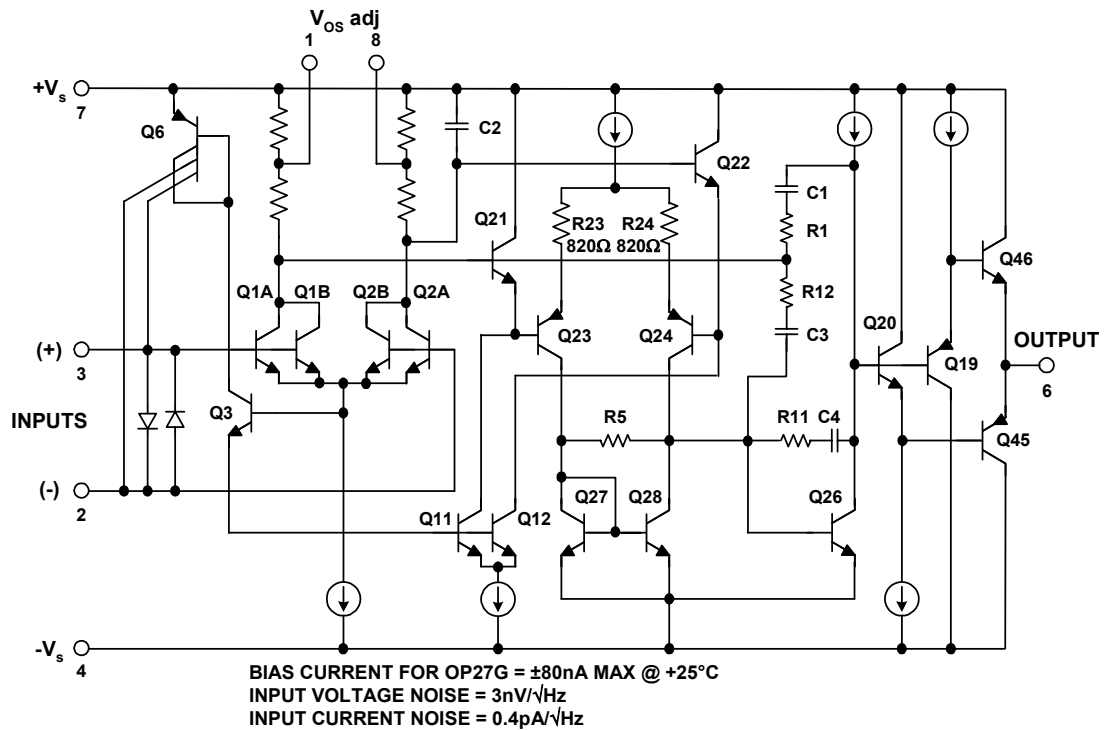 V_OS adj
1 8
+V_s
7
Q6
C2
Q22
Q21
R23 R24
820Ω 820Ω
C1
R1
R12
C3
Q46
Q1A Q1B Q2B Q2A
Q23 Q24
Q20
Q19
OUTPUT
6
(+)
3
INPUTS
Q3
R5
R11 C4
Q45
(-)
2
Q11 Q12
Q27 Q28
Q26
-V_s
4
BIAS CURRENT FOR OP27G = ±80nA MAX @ +25°C
INPUT VOLTAGE NOISE = 3nV/√Hz
INPUT CURRENT NOISE = 0.4pA/√Hz